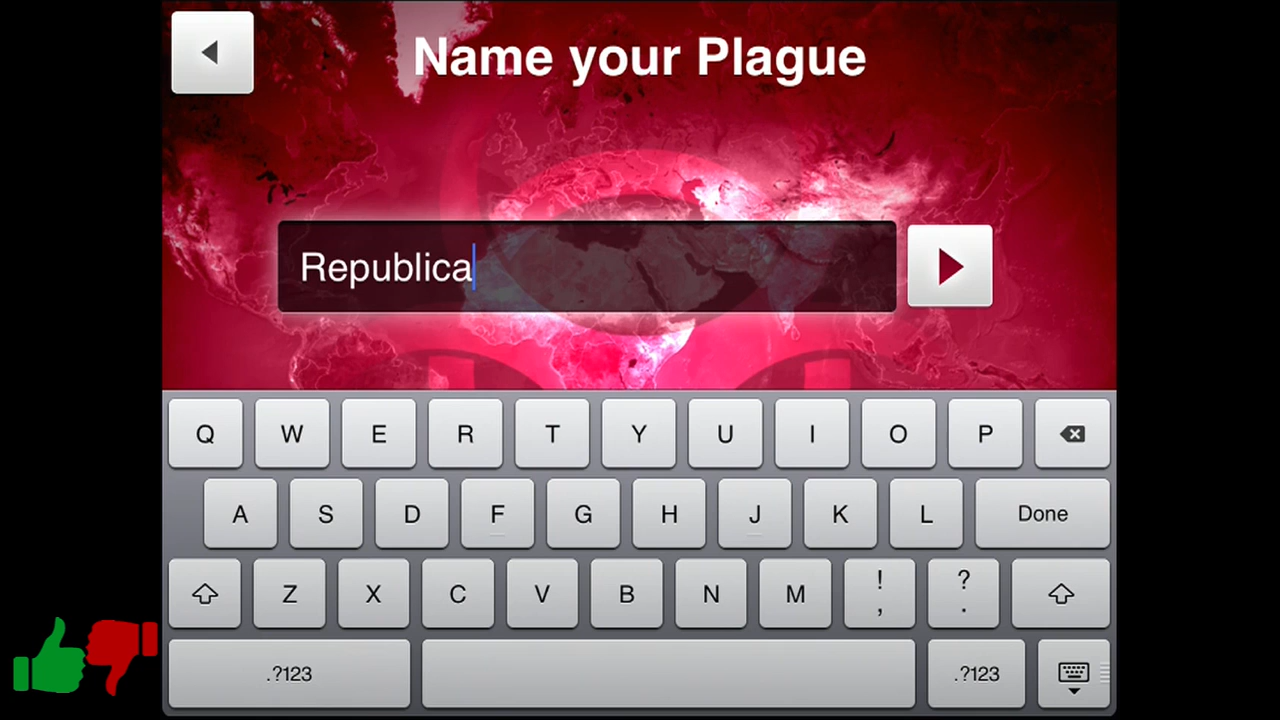 Name your Plague
Republica
Q W E R T Y U I O P
A S D F G H J K L Done
Z X C V B N M ! , ? .
.?123 .?123